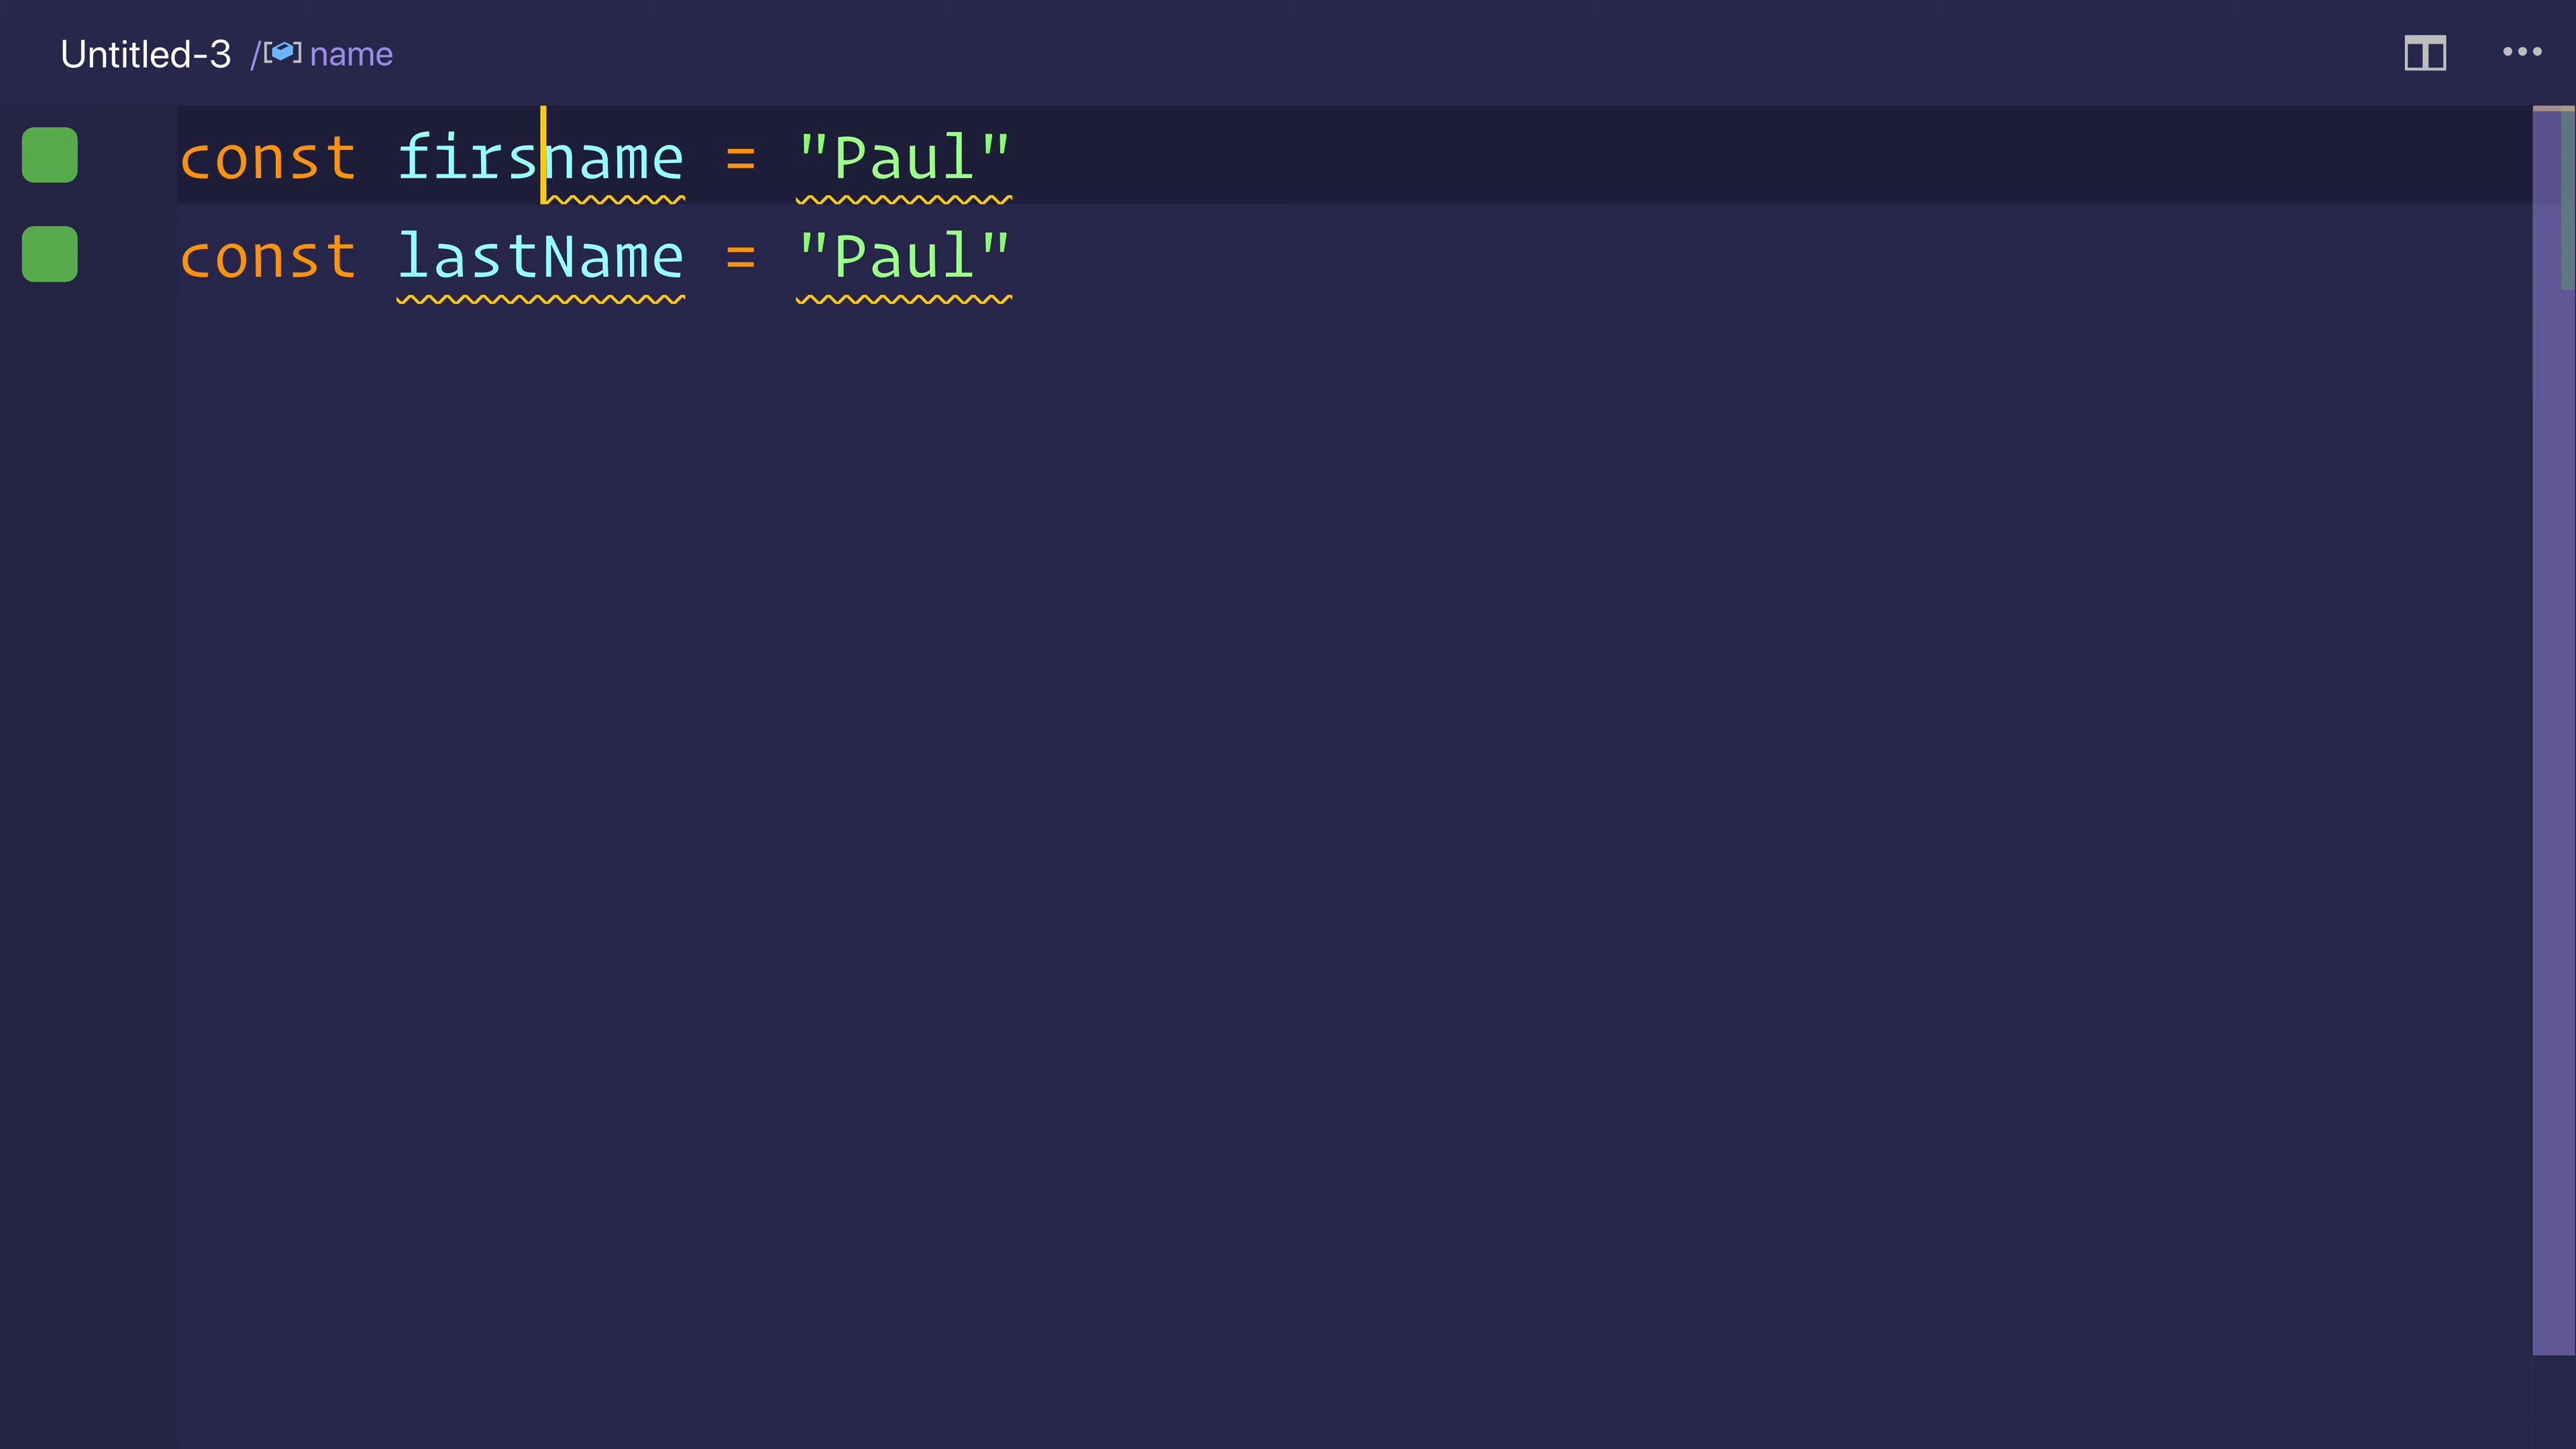 Untitled-3 / name
const firsname = "Paul"
const lastName = "Paul"